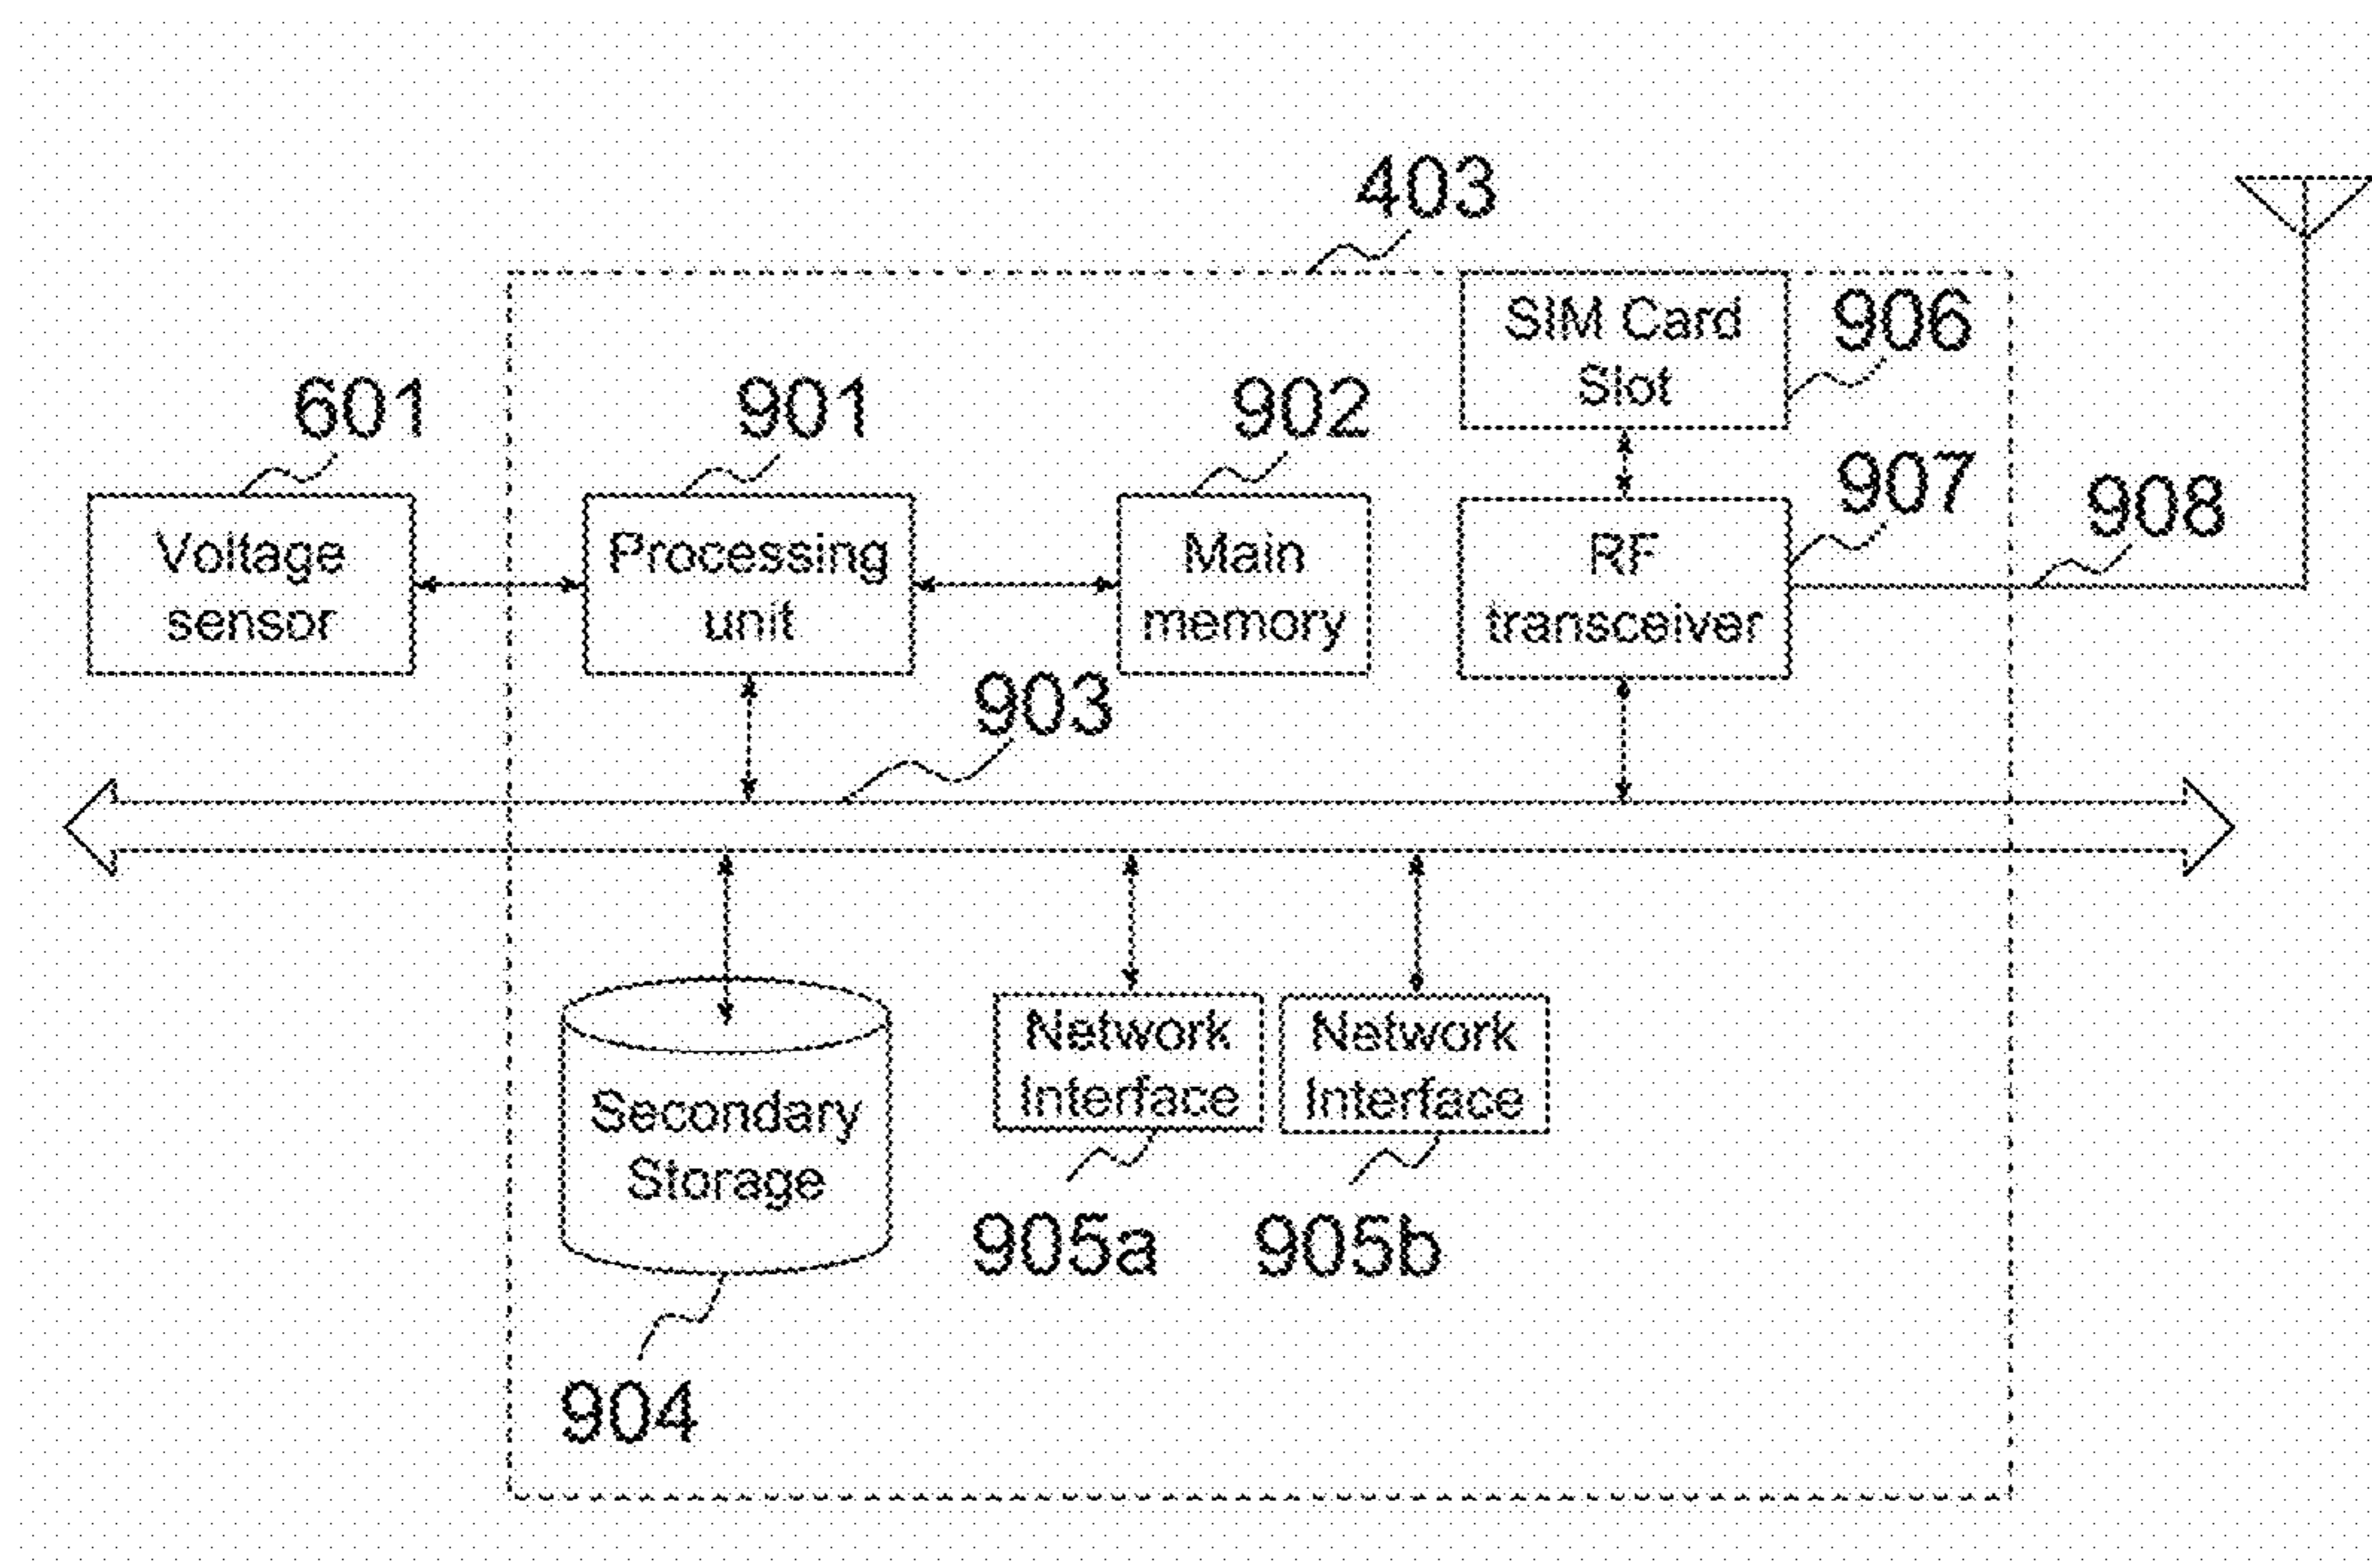 403
SIM Card
Slot
906
601
901
902
907
908
Voltage
sensor
Processing
unit
Main
memory
RF
transceiver
903
Network
Interface
Network
Interface
Secondary
Storage
905a
905b
904